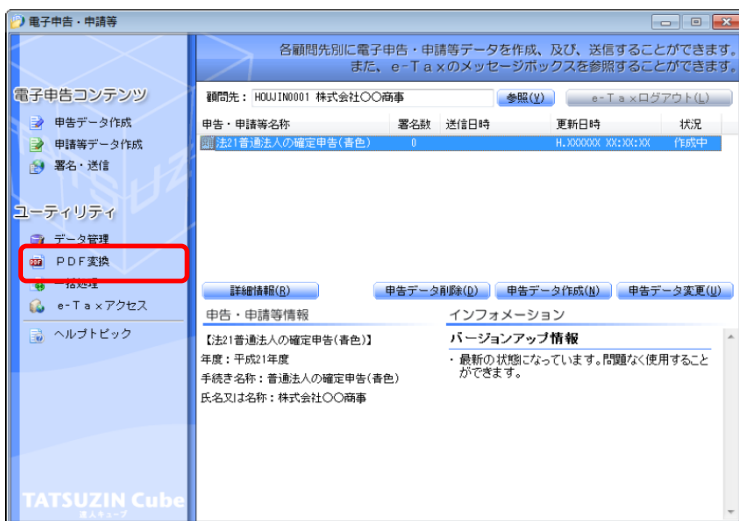 電子申告・申請等
各顧問先別に電子申告・申請等データを作成、及び、送信することができます。
また、e-Taxのメッセージボックスを参照することができます。
電子申告コンテンツ
申告データ作成
申請等データ作成
署名・送信
ユーティリティ
データ管理
PDF変換
一括処理
e-Taxアクセス
ヘルプトピック
顧問先： HOUJIN0001 株式会社〇〇商事 参照(V) e-Taxログアウト(L)
申告・申請等名称 署名数 送信日時 更新日時 状況
法21普通法人の確定申告(青色) 0 H.XXXXXX XX:XX:XX 作成中
詳細情報(R) 申告データ削除(D) 申告データ作成(N) 申告データ変更(U)
申告・申請等情報
【法21普通法人の確定申告(青色)】
年度：平成21年度
手続き名称：普通法人の確定申告(青色)
氏名又は名称：株式会社〇〇商事
インフォメーション
バージョンアップ情報
・最新の状態になっています。問題なく使用すること
ができます。
TATSUZIN Cube
達人キューブ